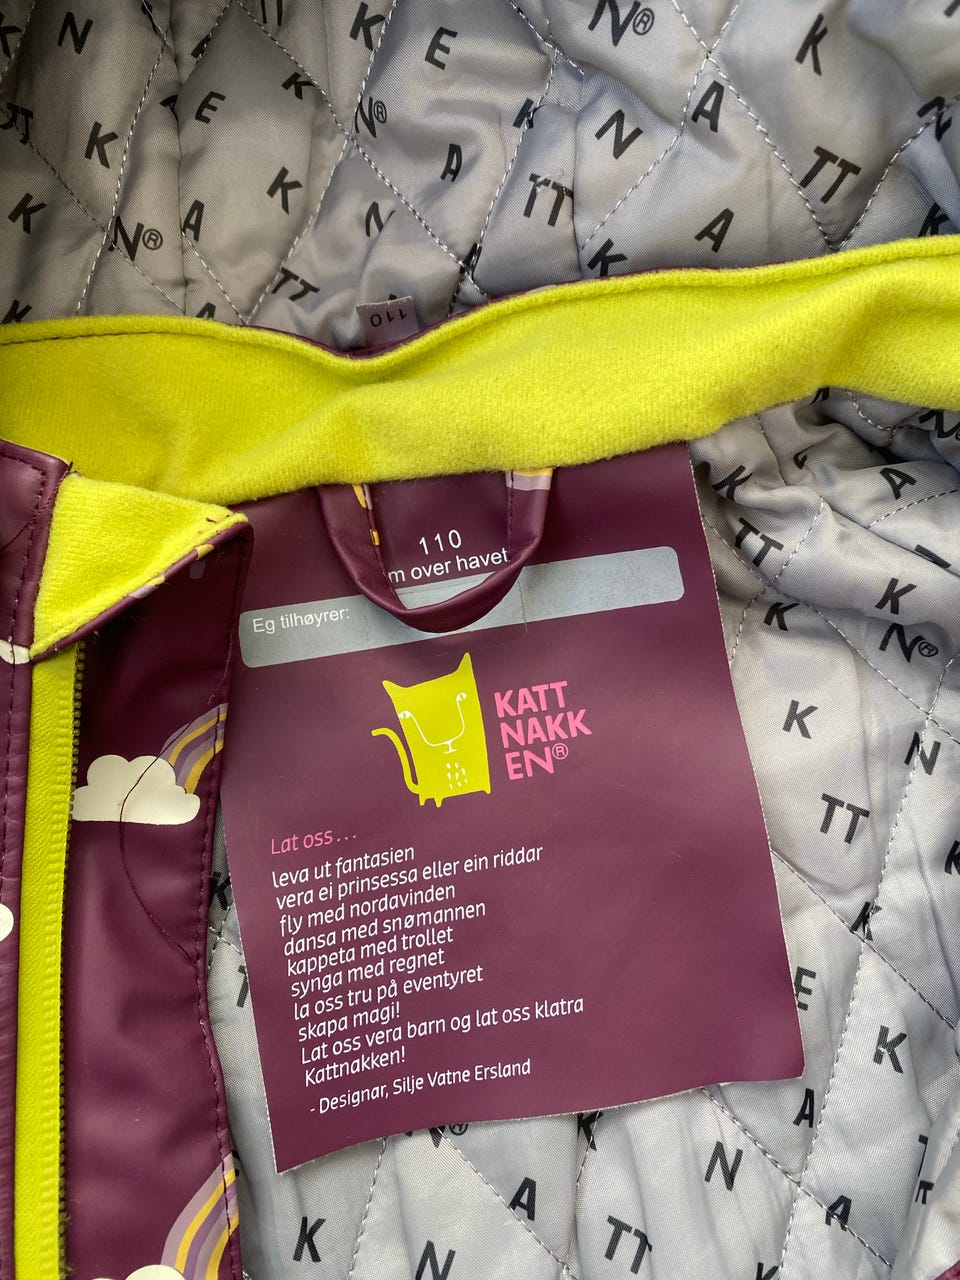 110
110
m over havet
Eg tilhøyrer:
KATT
NAKK
EN®
Lat oss...
leva ut fantasien
vera ei prinsessa eller ein riddar
fly med nordavinden
dansa med snømannen
kappeta med trollet
synga med regnet
la oss tru på eventyret
skapa magi!
Lat oss vera barn og lat oss klatra
Kattnakken!
- Designar, Silje Vatne Ersland